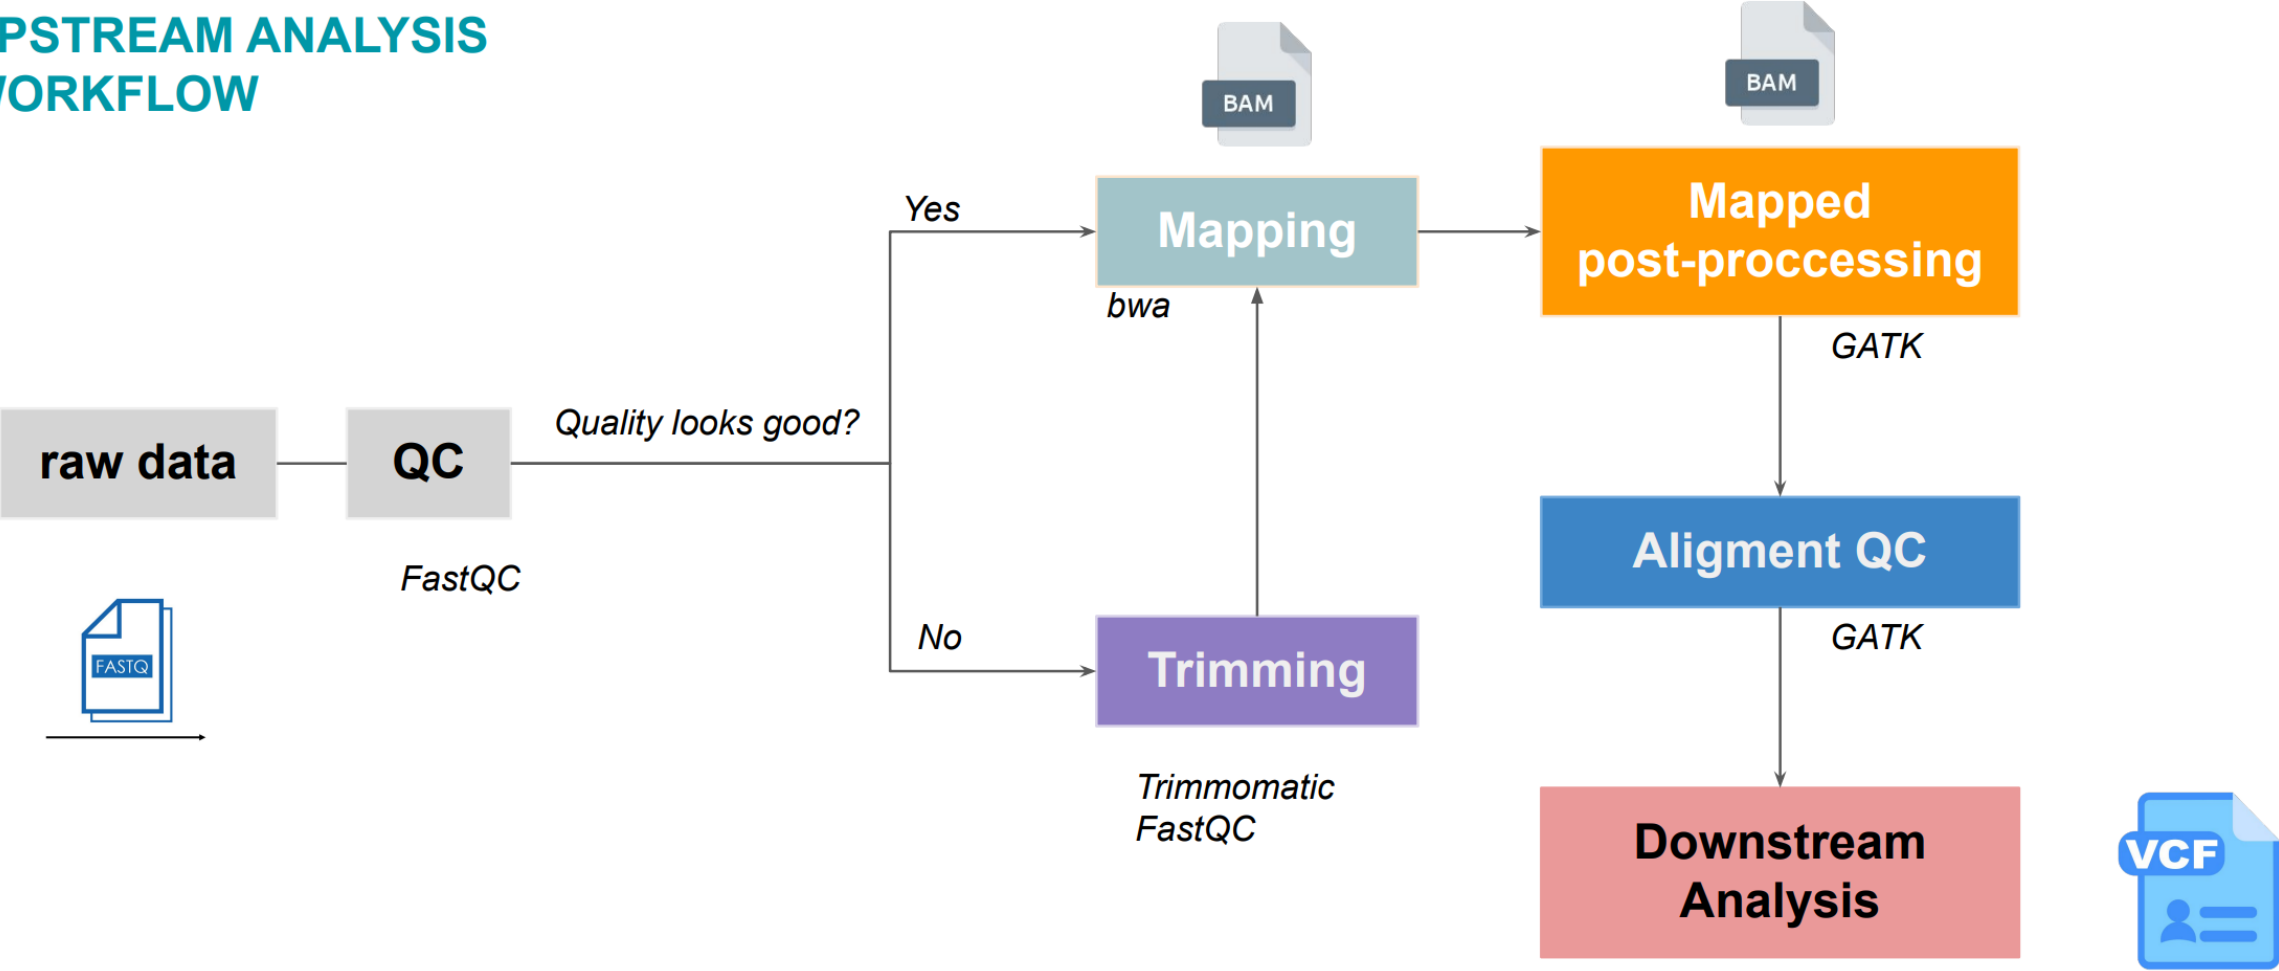 PSTREAM ANALYSIS
WORKFLOW
BAM
BAM
Yes
Mapping
bwa
Mapped
post-proccessing
GATK
Quality looks good?
raw data
QC
FastQC
FASTQ
No
Trimming
Trimmomatic
FastQC
Aligment QC
GATK
Downstream
Analysis
VCF